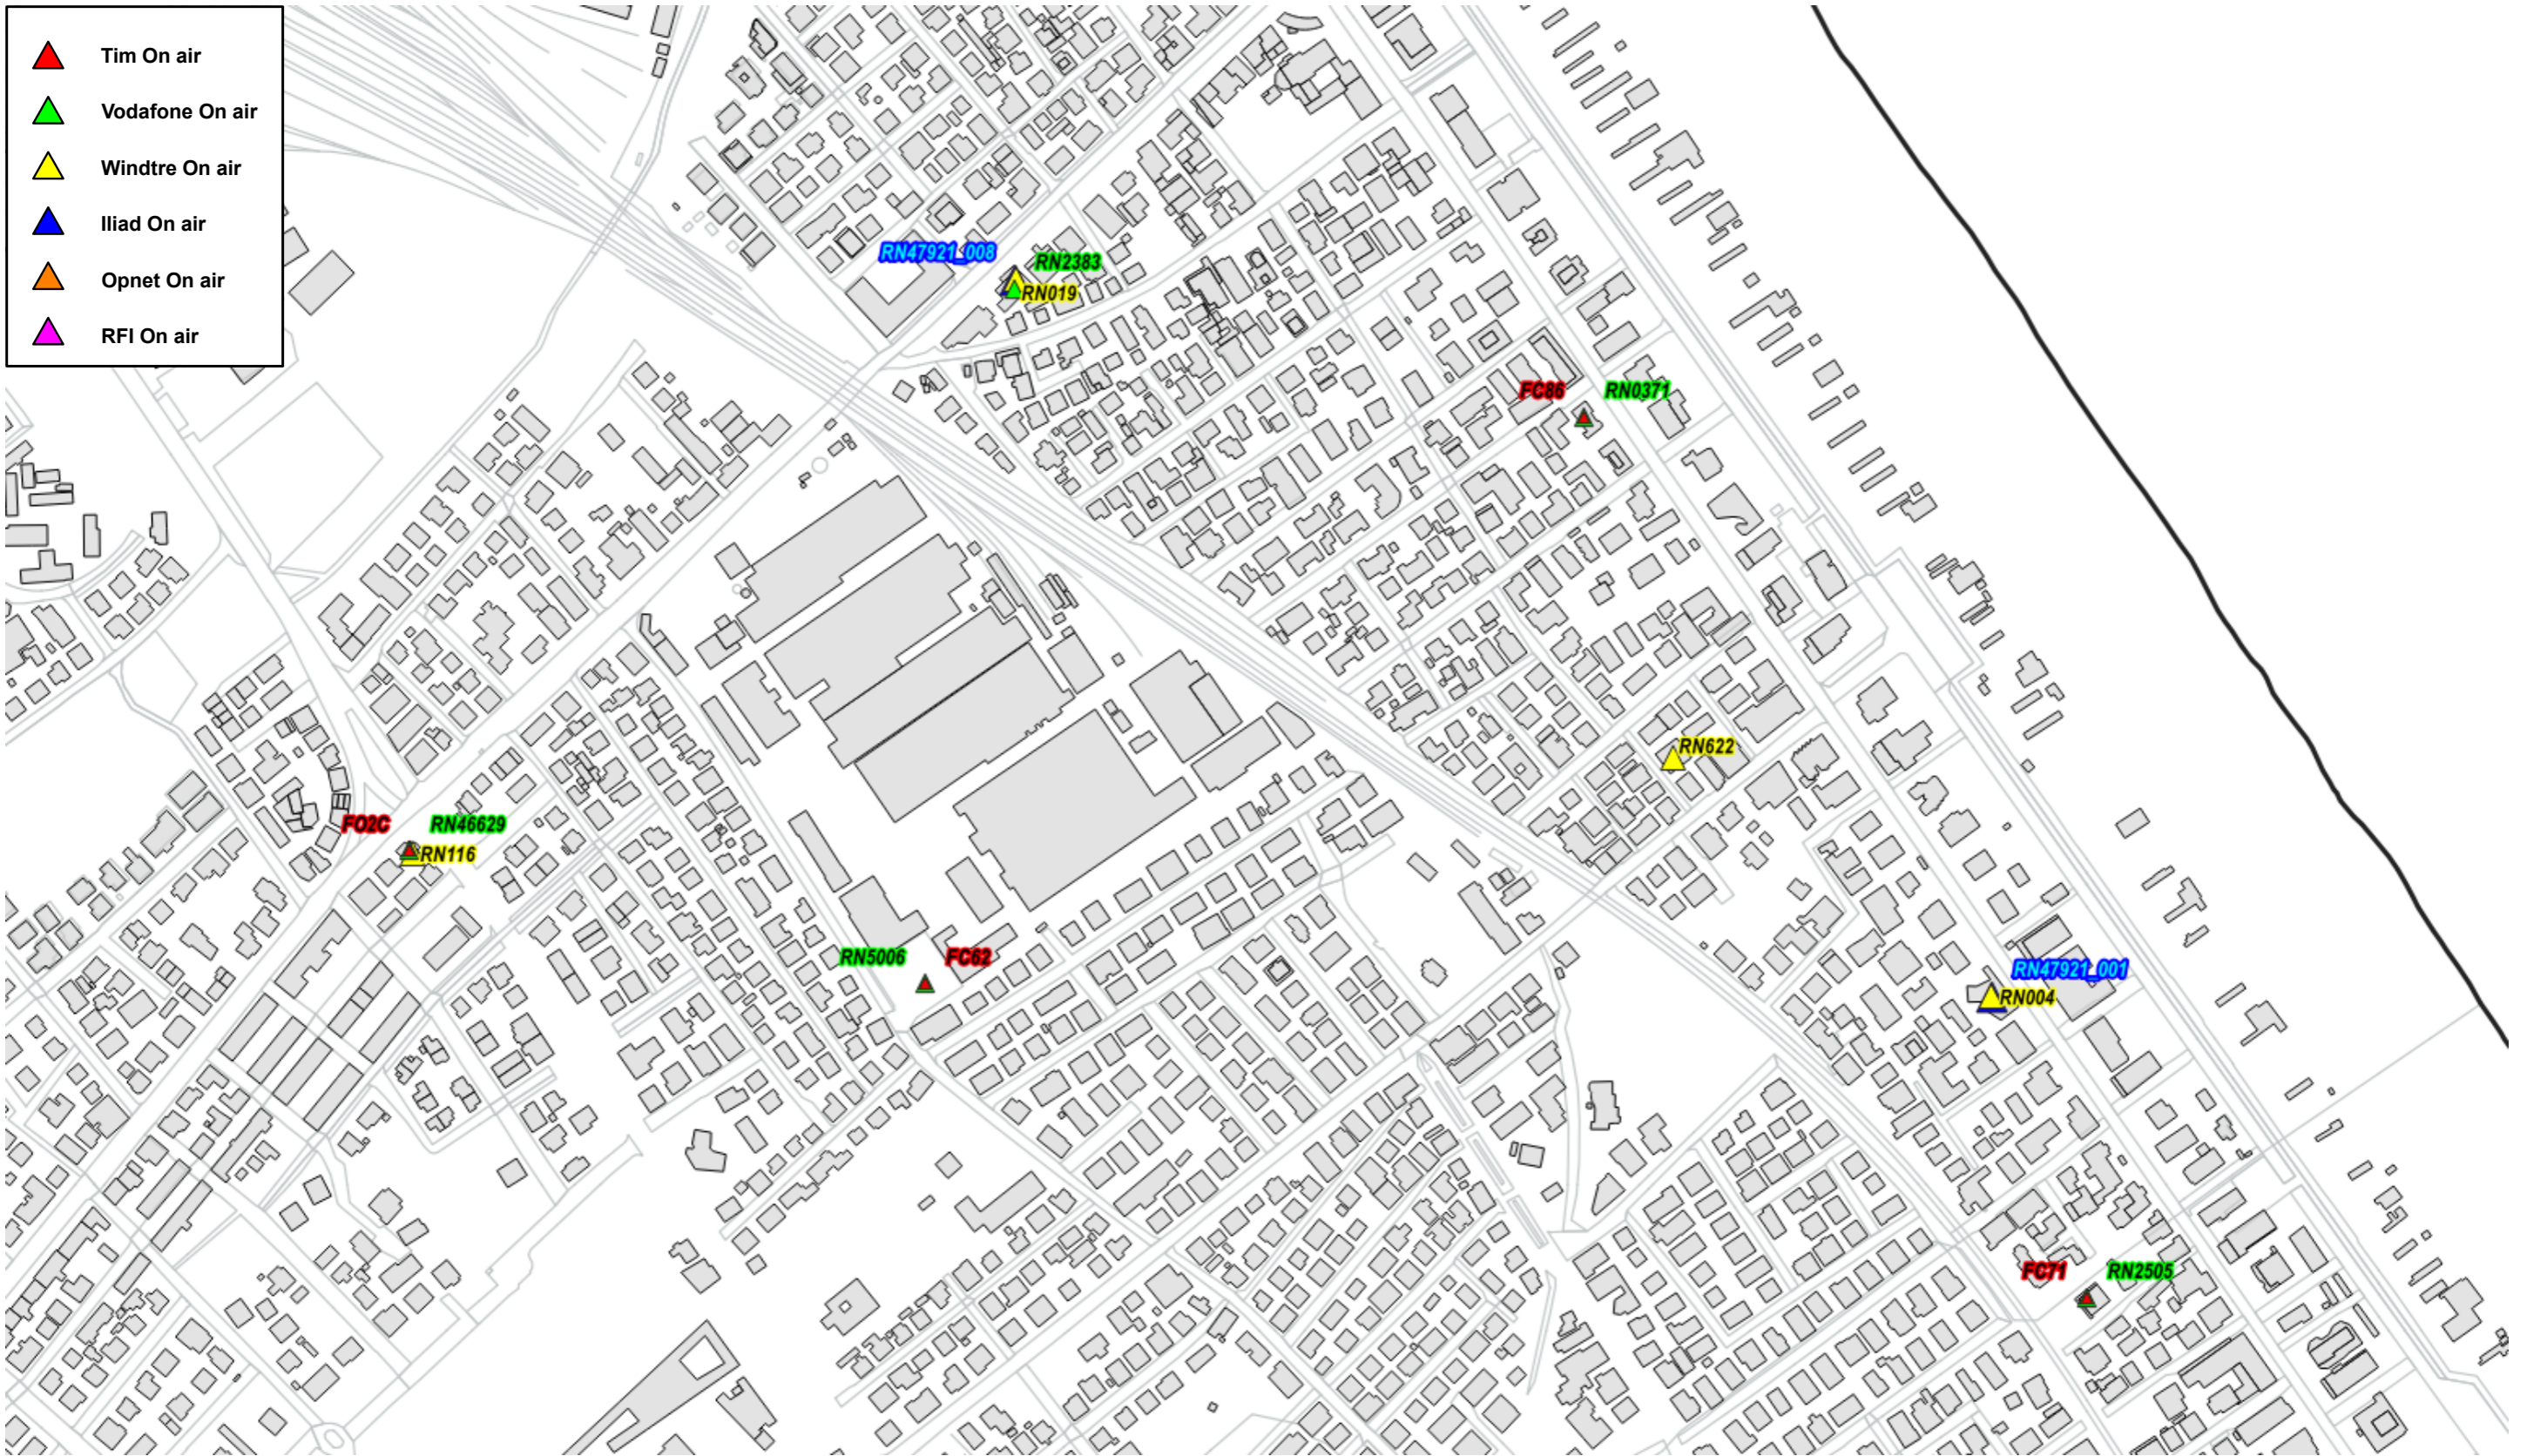 Tim On air
Vodafone On air
Windtre On air
Iliad On air
Opnet On air
RFI On air
RN47921_008
RN2383
RN019
FC86
RN0371
RN622
FO2C
RN46629
RN116
RN5006
FC62
RN47921_001
RN004
FC71
RN2505